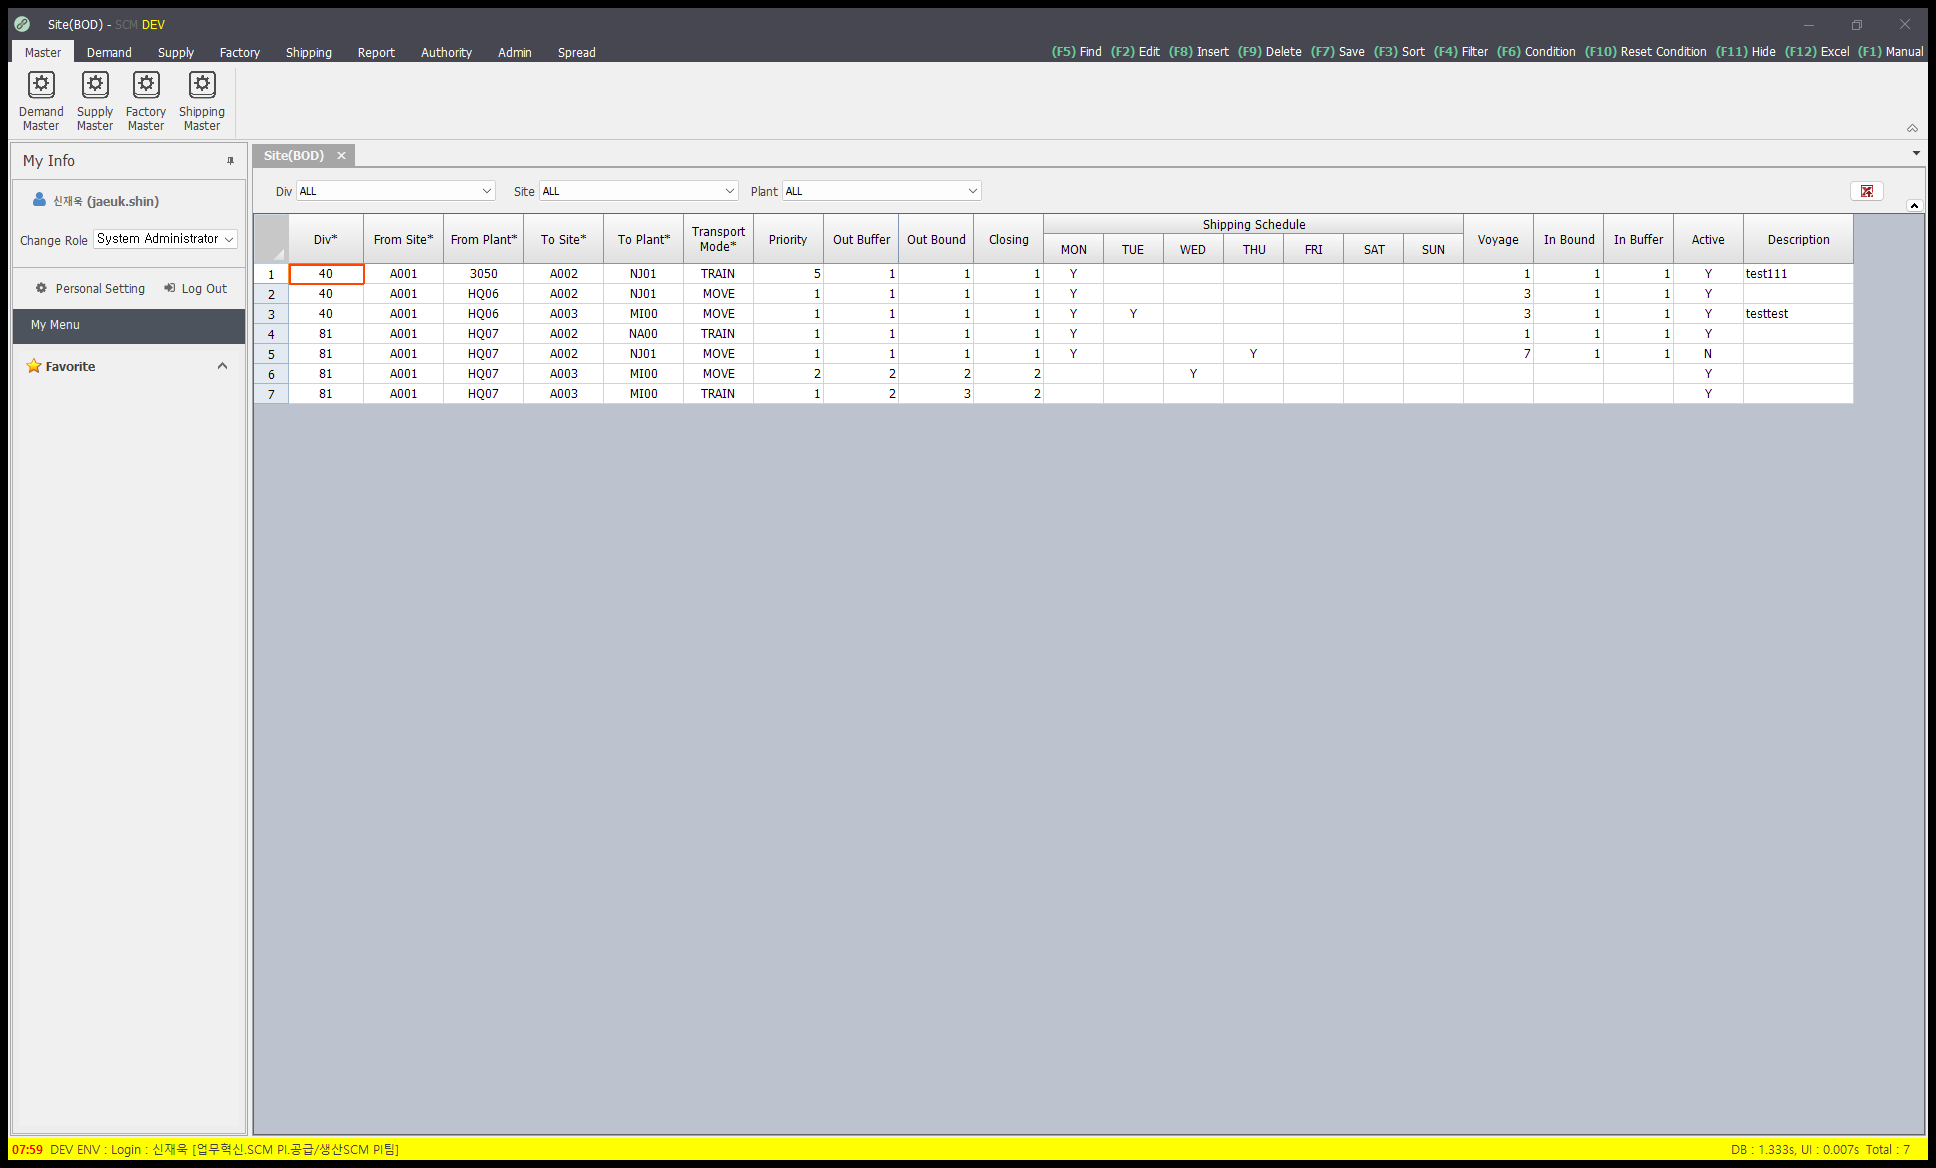 Site(BOD) - SCM DEV
Master Demand Supply Factory Shipping Report Authority Admin Spread (F5) Find (F2) Edit (F8) Insert (F9) Delete (F7) Save (F3) Sort (F4) Filter (F6) Condition (F10) Reset Condition (F11) Hide (F12) Excel (F1) Manual
Demand Master Supply Master Factory Master Shipping Master
My Info
신재욱 (jaeuk.shin)
Change Role System Administrator
Personal Setting Log Out
My Menu
Favorite
Site(BOD)
Div ALL Site ALL Plant ALL
Div* From Site* From Plant* To Site* To Plant* Transport Mode* Priority Out Buffer Out Bound Closing Shipping Schedule Voyage In Bound In Buffer Active Description
MON TUE WED THU FRI SAT SUN
1 40 A001 3050 A002 NJ01 TRAIN 5 1 1 1 Y 1 1 1 Y test111
2 40 A001 HQ06 A002 NJ01 MOVE 1 1 1 1 Y 3 1 1 Y
3 40 A001 HQ06 A003 MI00 MOVE 1 1 1 1 Y Y 3 1 1 Y testtest
4 81 A001 HQ07 A002 NA00 TRAIN 1 1 1 1 Y 1 1 1 Y
5 81 A001 HQ07 A002 NJ01 MOVE 1 1 1 1 Y Y 7 1 1 N
6 81 A001 HQ07 A003 MI00 MOVE 2 2 2 2 Y Y
7 81 A001 HQ07 A003 MI00 TRAIN 1 2 3 2 Y
07:59 DEV ENV : Login : 신재욱 [업무혁신.SCM PI.공급/생산SCM PI팀] DB : 1.333s, UI : 0.007s Total : 7